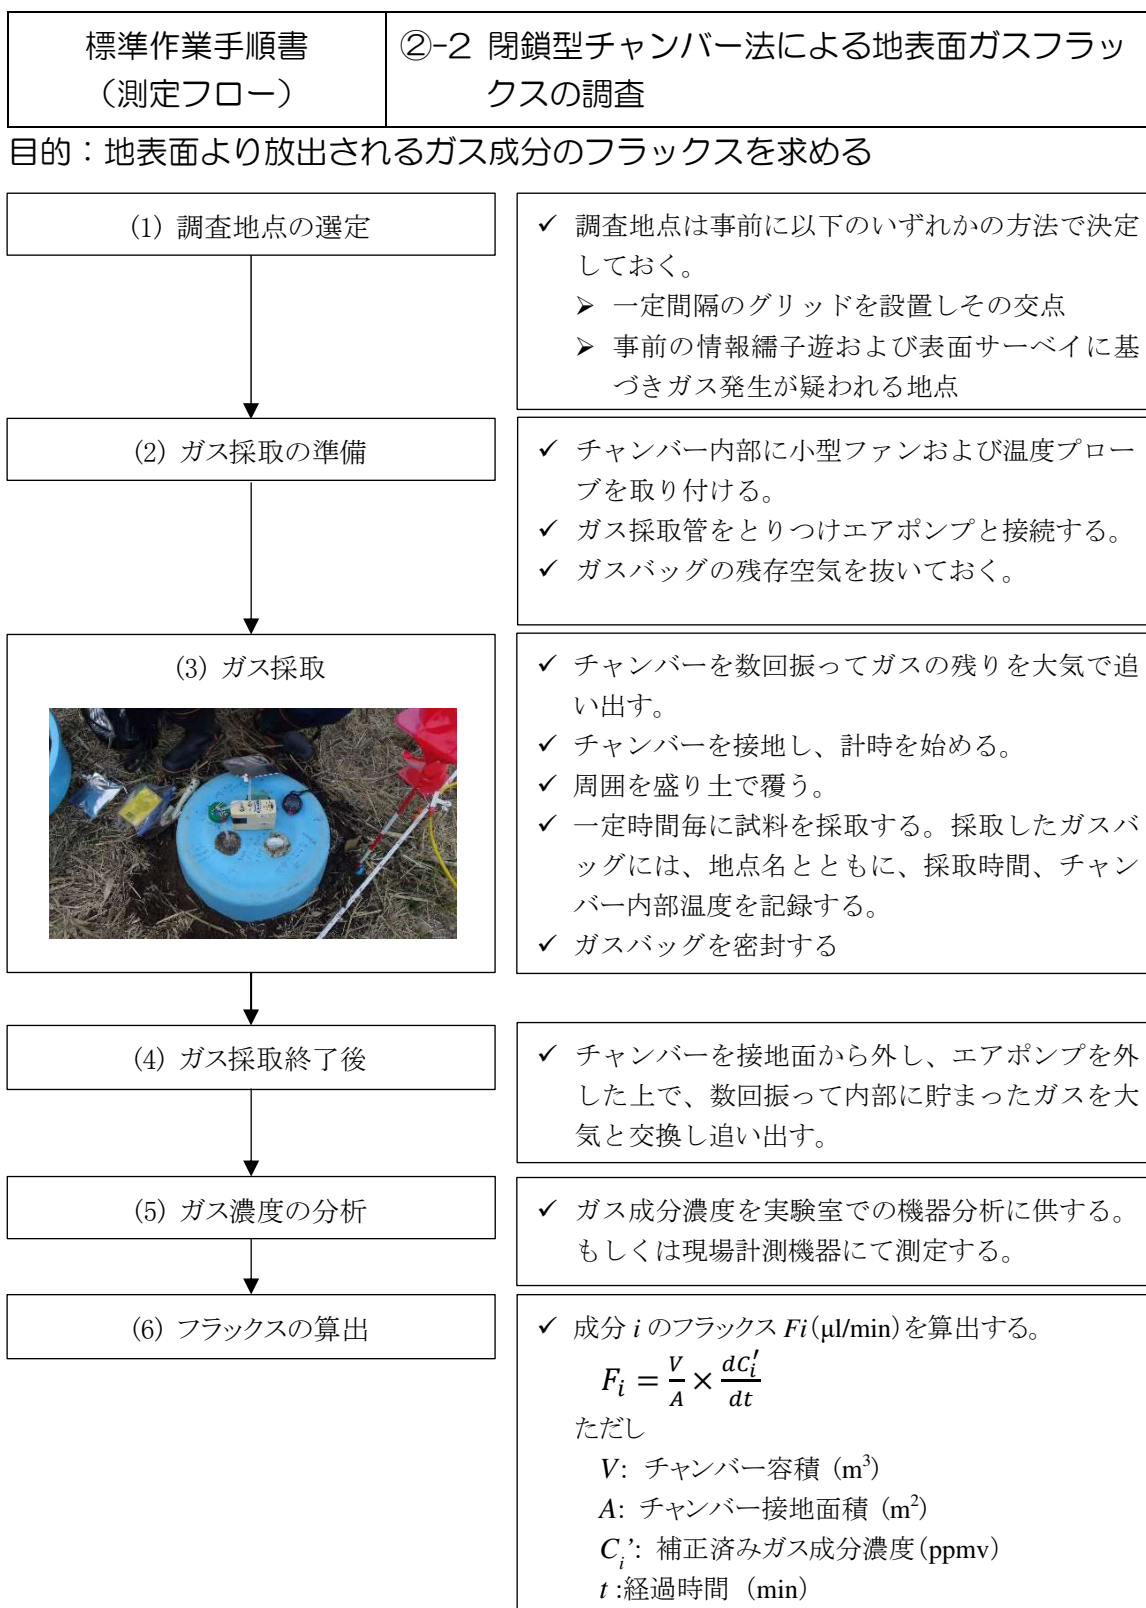 標準作業手順書
（測定フロー）
②-2 閉鎖型チャンバー法による地表面ガスフラッ
クスの調査
目的：地表面より放出されるガス成分のフラックスを求める
(1) 調査地点の選定
✓ 調査地点は事前に以下のいずれかの方法で決定
しておく。
➢ 一定間隔のグリッドを設置しその交点
➢ 事前の情報繻子遊および表面サーベイに基
づきガス発生が疑われる地点
(2) ガス採取の準備
✓ チャンバー内部に小型ファンおよび温度プロー
ブを取り付ける。
✓ ガス採取管をとりつけエアポンプと接続する。
✓ ガスバッグの残存空気を抜いておく。
(3) ガス採取
✓ チャンバーを数回振ってガスの残りを大気で追
い出す。
✓ チャンバーを接地し、計時を始める。
✓ 周囲を盛り土で覆う。
✓ 一定時間毎に試料を採取する。採取したガスバ
ッグには、地点名とともに、採取時間、チャン
バー内部温度を記録する。
✓ ガスバッグを密封する
(4) ガス採取終了後
✓ チャンバーを接地面から外し、エアポンプを外
した上で、数回振って内部に貯まったガスを大
気と交換し追い出す。
(5) ガス濃度の分析
✓ ガス成分濃度を実験室での機器分析に供する。
もしくは現場計測機器にて測定する。
(6) フラックスの算出
✓ 成分 i のフラックス Fi(μl/min)を算出する。
F_i = V/A × dC_i′/dt
ただし
V: チャンバー容積 (m³)
A: チャンバー接地面積 (m²)
C_i’: 補正済みガス成分濃度(ppmv)
t :経過時間 (min)